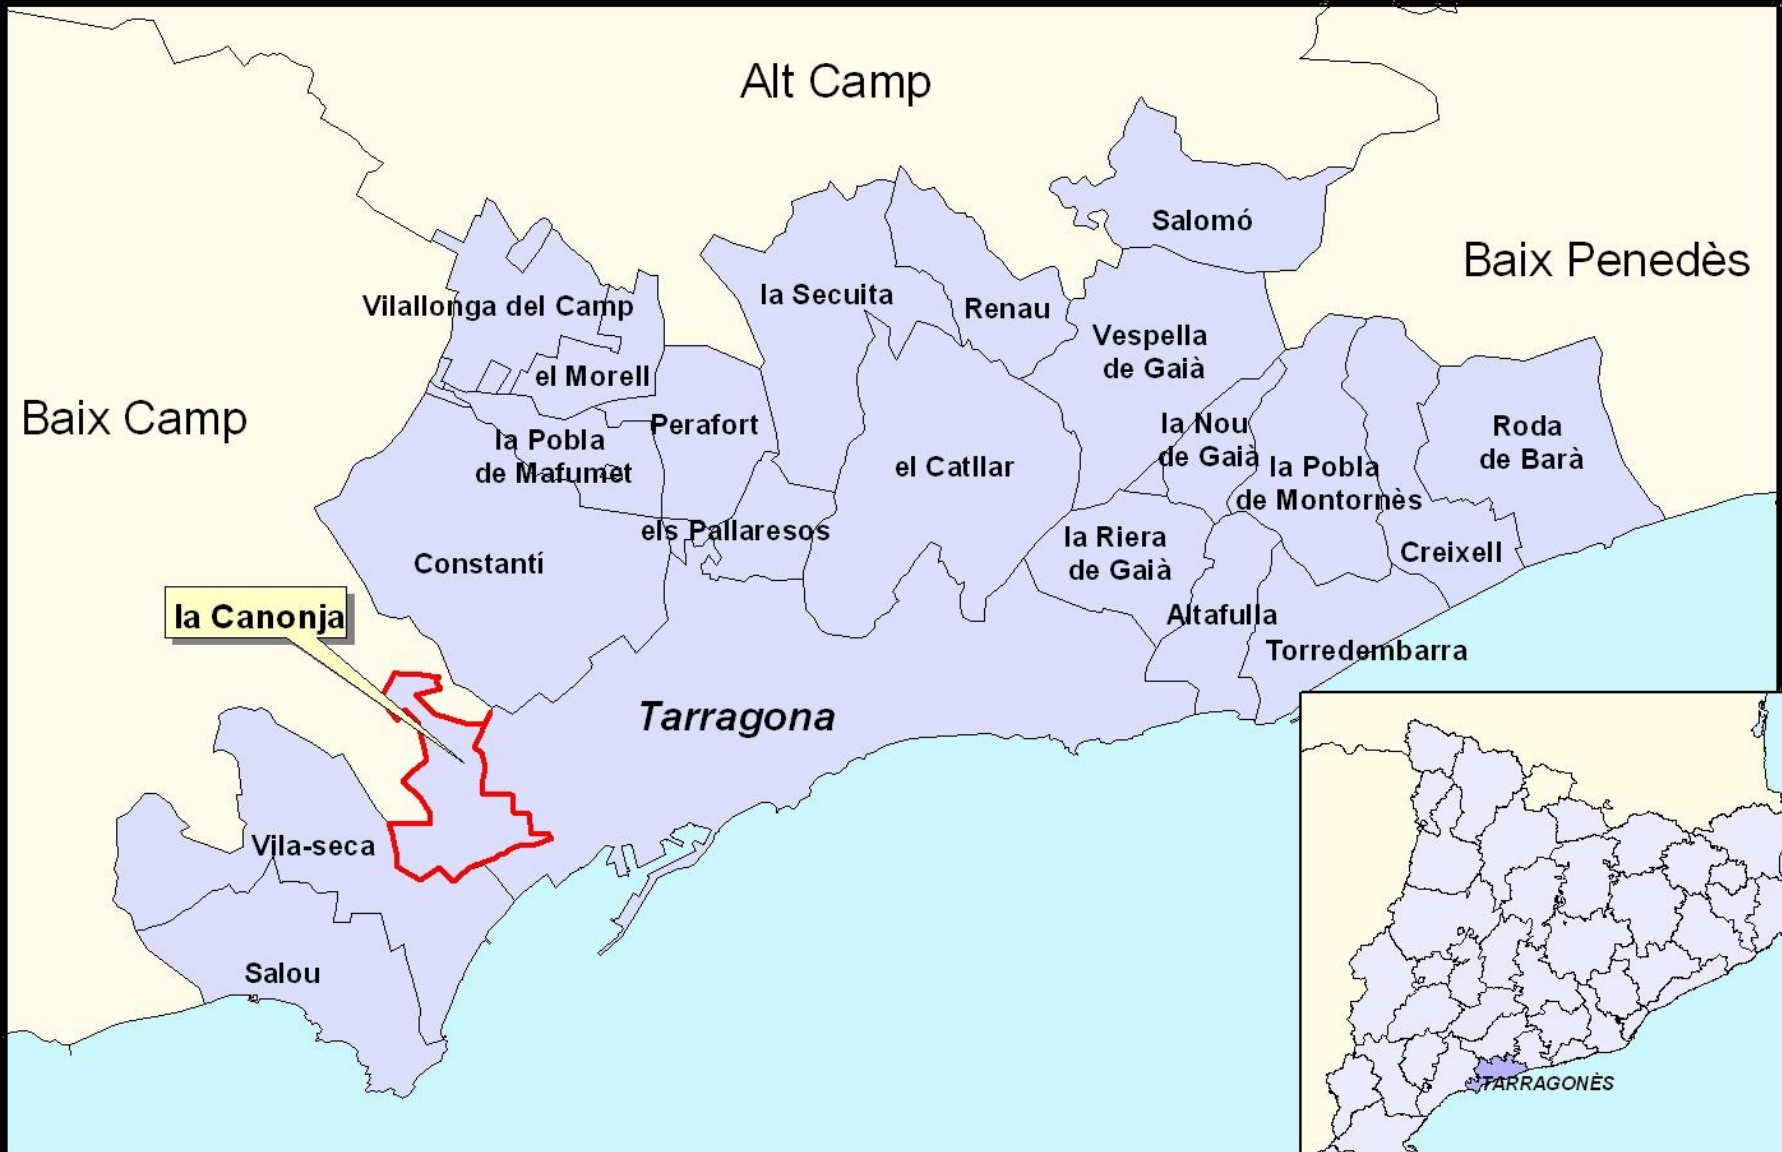 Alt Camp
Salomó
Baix Penedès
la Secuita
Vilallonga del Camp
Renau
Vespella
de Gaià
el Morell
Baix Camp
Perafort
la Nou
de Gaià
Roda
de Barà
la Pobla
de Mafumet
el Catllar
la Pobla
de Montornès
els Pallaresos
la Riera
de Gaià
Creixell
Constantí
la Canonja
Altafulla
Torredembarra
Tarragona
Vila-seca
Salou
TARRAGONÈS